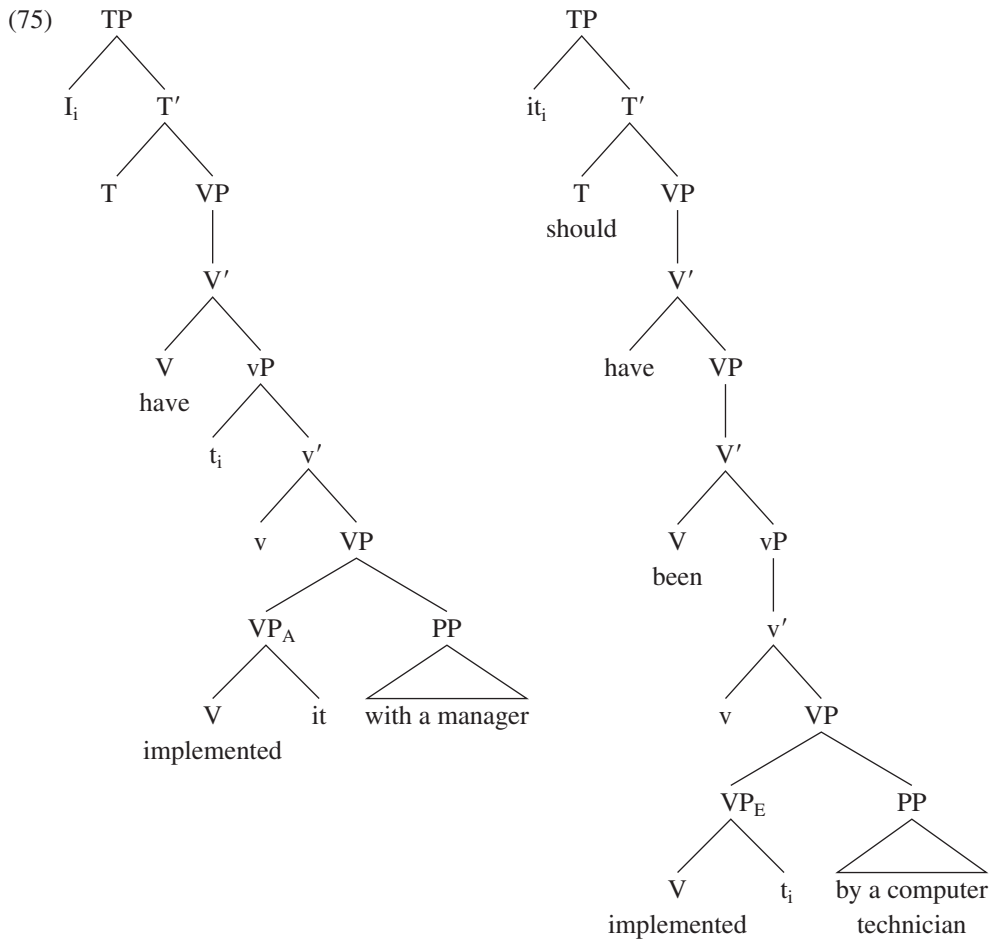 (75) TP TP
I_i T′ it_i T′
T VP T VP
should
V′ V′
V vP have VP
have
t_i v′ V′
v VP V vP
been
VP_A PP v′
V it with a manager v VP
implemented
VP_E PP
V t_i by a computer
implemented technician